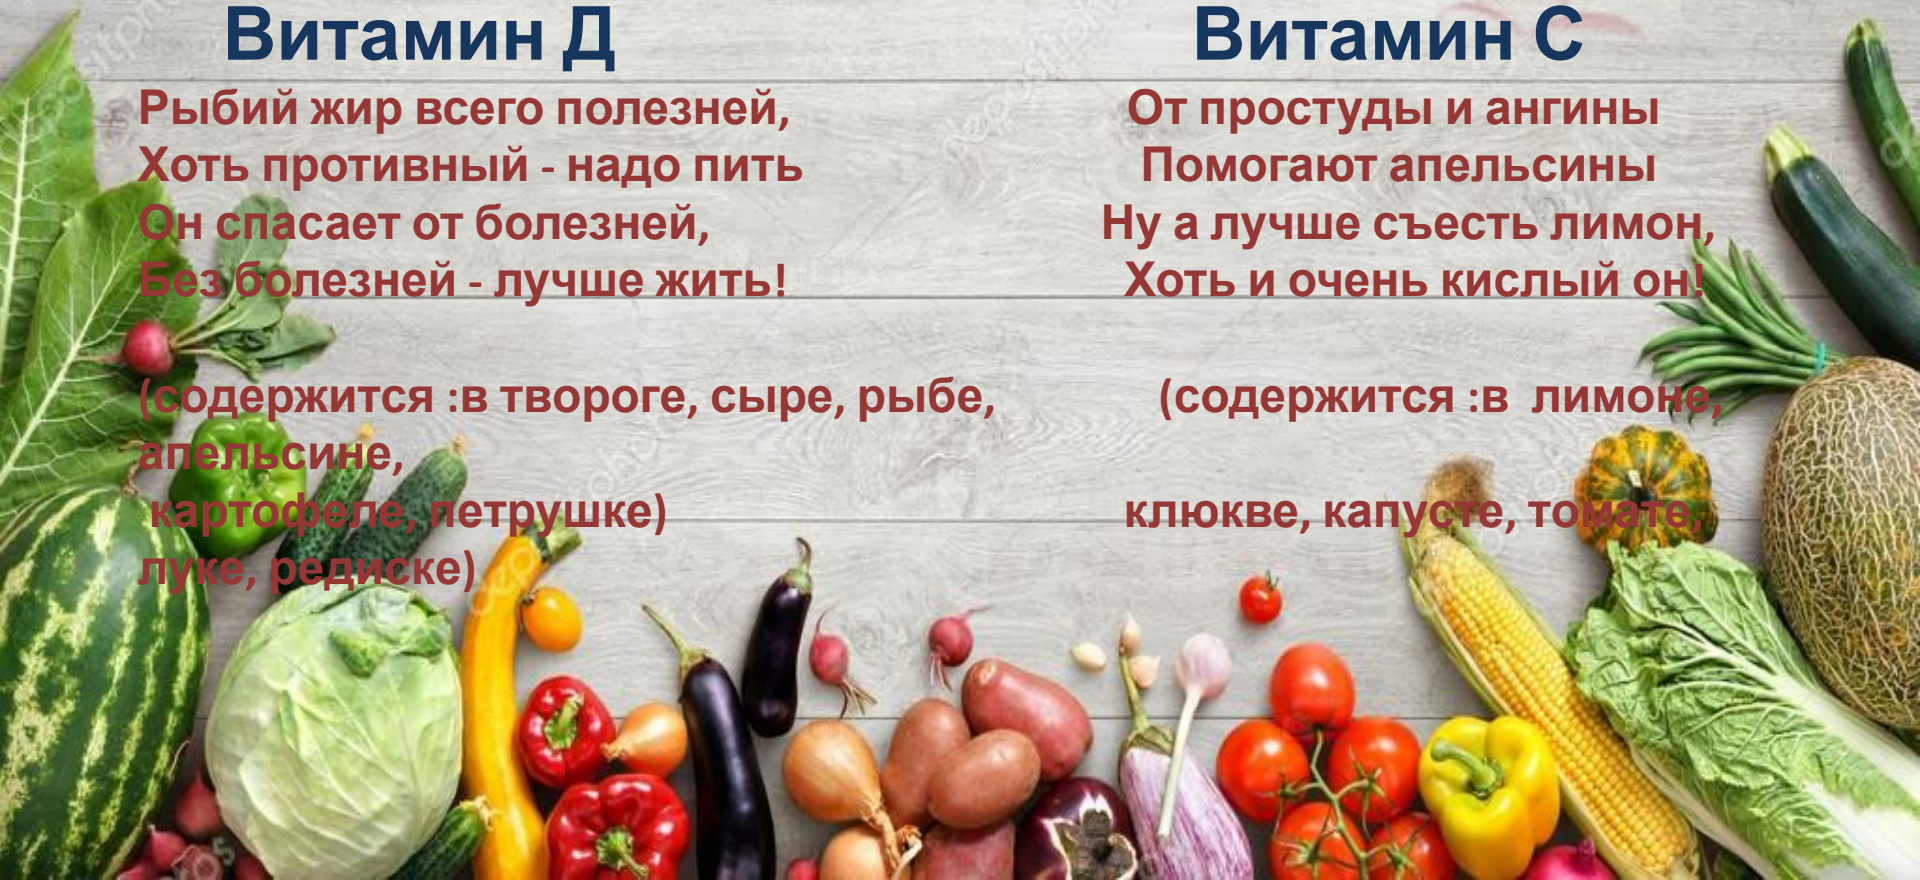 Витамин Д
Рыбий жир всего полезней,
Хоть противный - надо пить
Он спасает от болезней,
Без болезней - лучше жить!
(содержится :в твороге, сыре, рыбе,
апельсине,
картофеле, петрушке)
луке, редиске)
Витамин С
От простуды и ангины
Помогают апельсины
Ну а лучше съесть лимон,
Хоть и очень кислый он!
(содержится :в лимоне,
клюкве, капусте, томате,